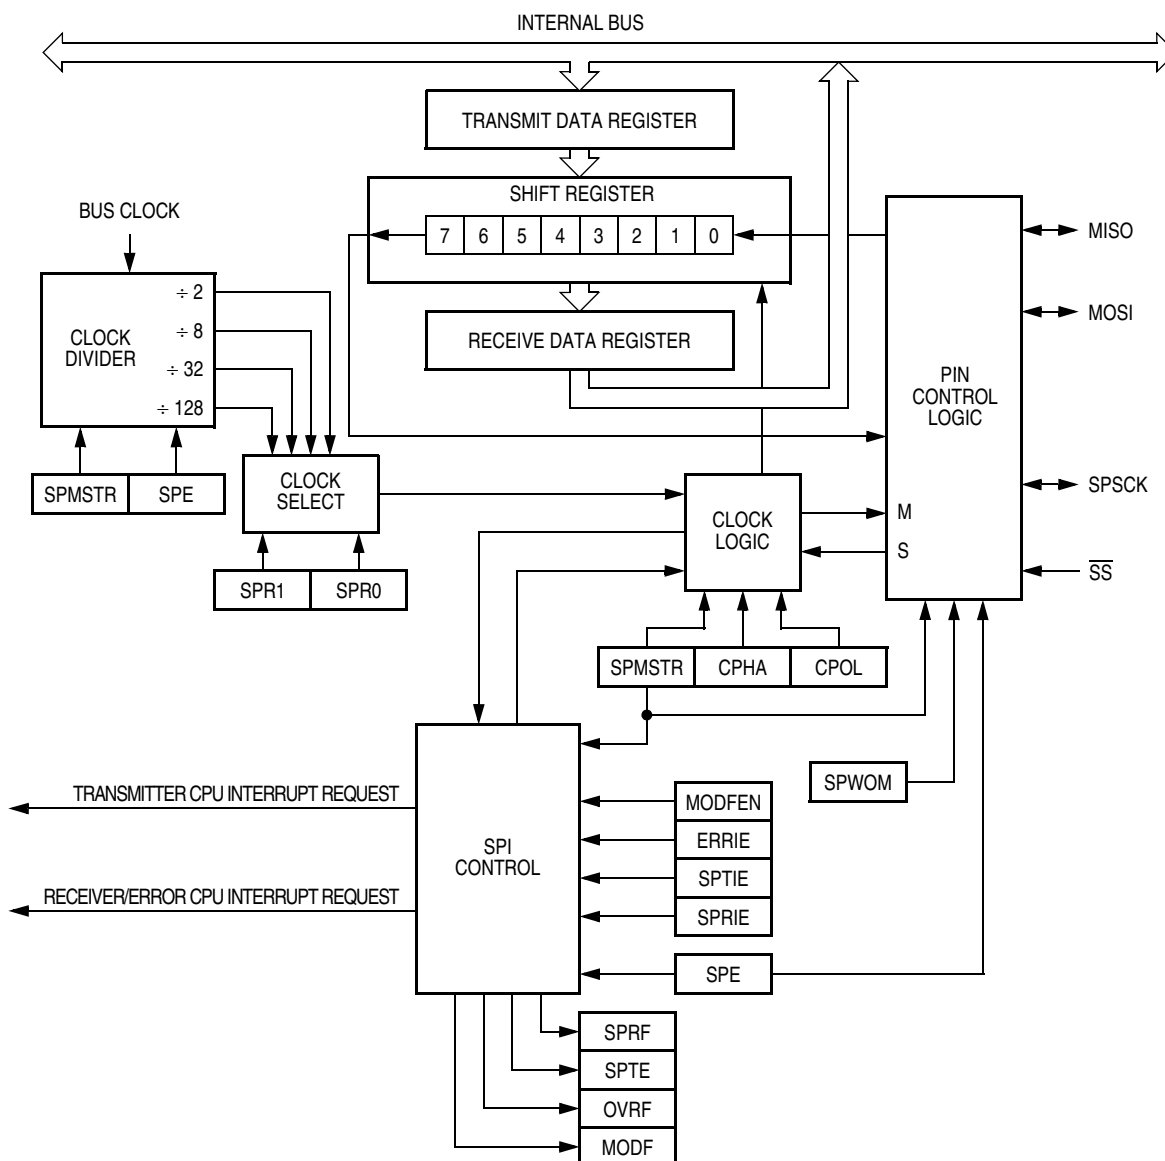 INTERNAL BUS
TRANSMIT DATA REGISTER
SHIFT REGISTER
7 6 5 4 3 2 1 0
BUS CLOCK
÷ 2
÷ 8
÷ 32
÷ 128
CLOCK
DIVIDER
RECEIVE DATA REGISTER
MISO
MOSI
PIN
CONTROL
LOGIC
SPMSTR SPE
CLOCK
SELECT
SPR1 SPR0
CLOCK
LOGIC
M
S
SPSCK
SS
SPMSTR CPHA CPOL
SPWOM
TRANSMITTER CPU INTERRUPT REQUEST
RECEIVER/ERROR CPU INTERRUPT REQUEST
SPI
CONTROL
MODFEN
ERRIE
SPTIE
SPRIE
SPE
SPRF
SPTE
OVRF
MODF